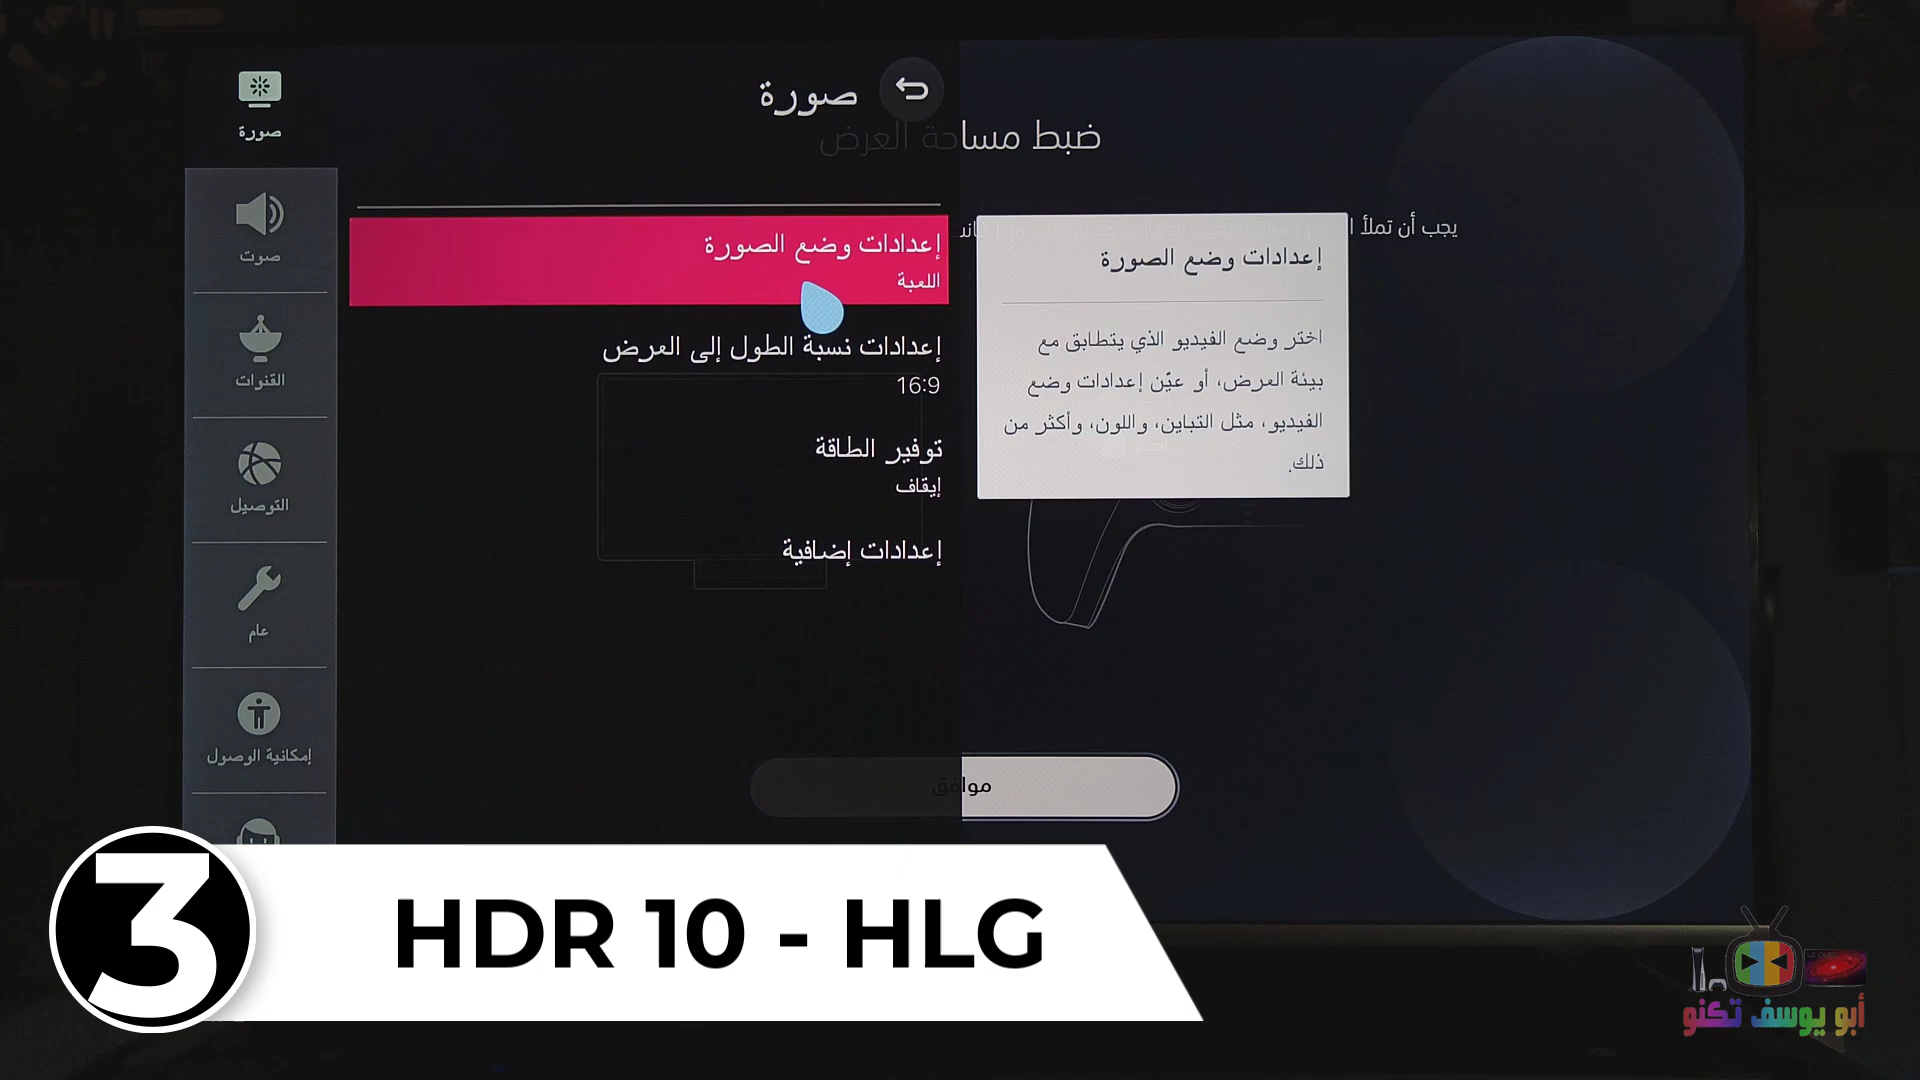 صورة
صورة
ضبط مساحة العرض
صوت
القنوات
التوصيل
عام
إمكانية الوصول
إعدادات وضع الصورة
اللعبة
إعدادات نسبة الطول إلى العرض
16:9
توفير الطاقة
إيقاف
إعدادات إضافية
يجب أن تملأ
إعدادات وضع الصورة
اختر وضع الفيديو الذي يتطابق مع
بيئة العرض، أو عيّن إعدادات وضع
الفيديو، مثل التباين، واللون، وأكثر من
ذلك.
موافق
3
HDR 10 - HLG
أبو يوسف تكنو